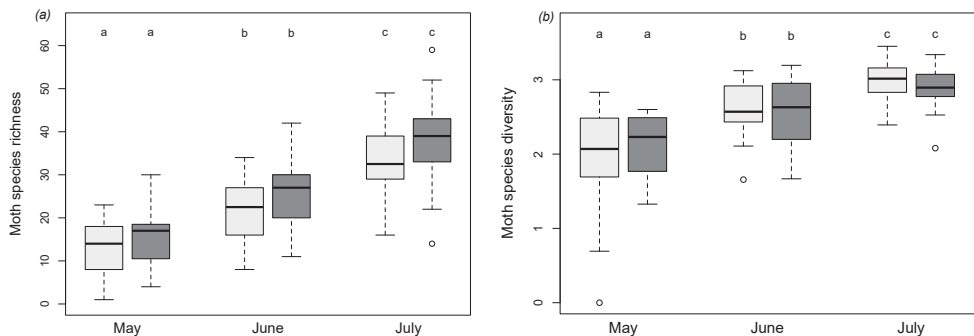 (a)
a a b b c c
Moth species richness
60
50
40
30
20
10
0
May June July
(b)
a a b b c c
Moth species diversity
3
2
1
0
May June July